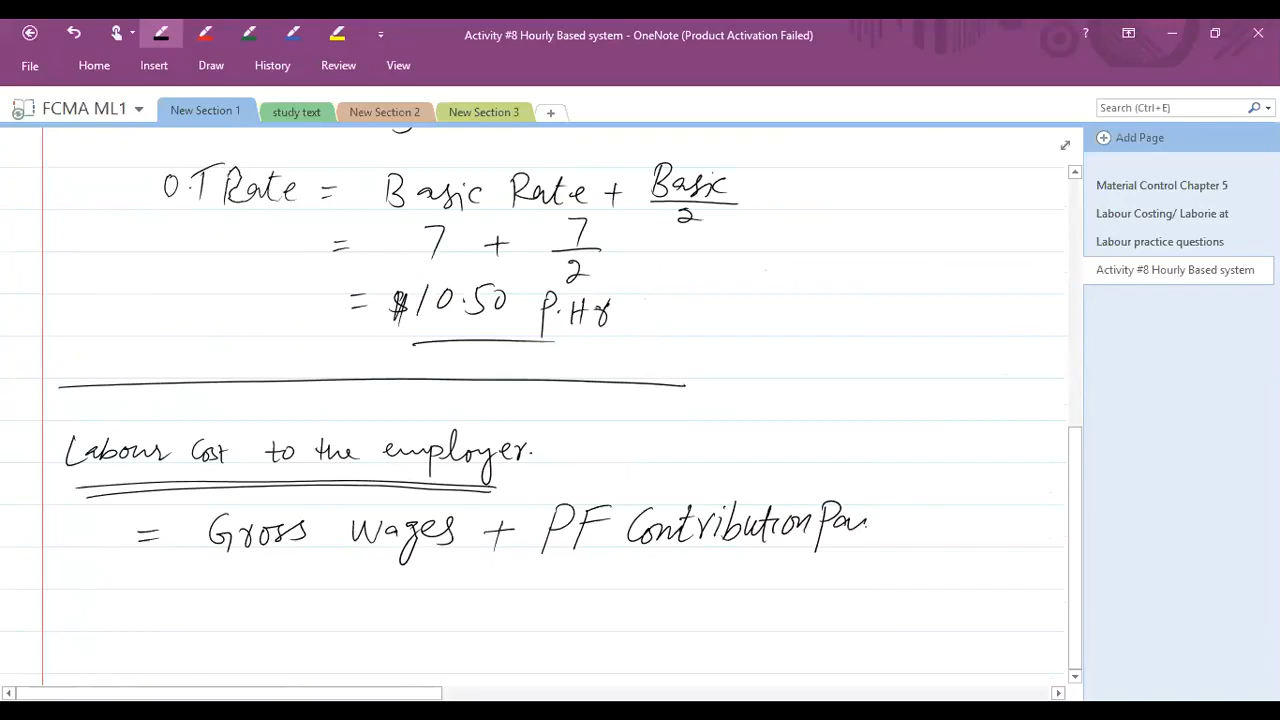 Activity #8 Hourly Based system - OneNote (Product Activation Failed)
?
File Home Insert Draw History Review View
FCMA ML1 New Section 1 study text New Section 2 New Section 3 +
Search (Ctrl+E)
Add Page
Material Control Chapter 5
Labour Costing/ Laborie at
Labour practice questions
Activity #8 Hourly Based system
O.T Rate = Basic Rate + Basic
2
= 7 + 7
2
= $10.50 P.Hr
Labour Cost to the employer.
= Gross Wages + PF Contribution